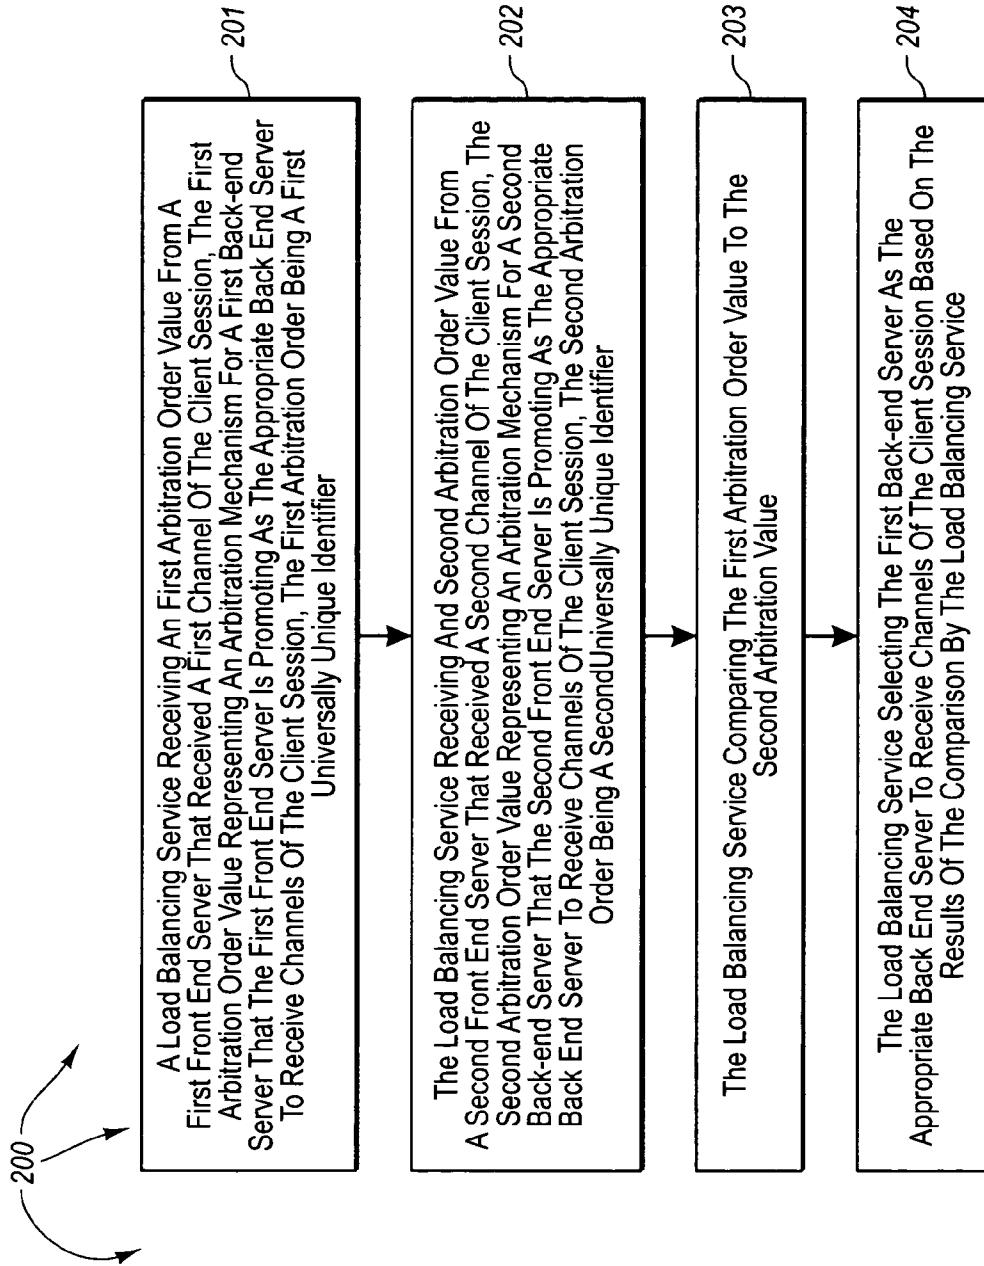 200
A Load Balancing Service Receiving An First Arbitration Order Value From A
First Front End Server That Received A First Channel Of The Client Session, The First
Arbitration Order Value Representing An Arbitration Mechanism For A First Back-end
Server That The First Front End Server Is Promoting As The Appropriate Back End Server
To Receive Channels Of The Client Session, The First Arbitration Order Being A First
Universally Unique Identifier
201
The Load Balancing Service Receiving And Second Arbitration Order Value From
A Second Front End Server That Received A Second Channel Of The Client Session, The
Second Arbitration Order Value Representing An Arbitration Mechanism For A Second
Back-end Server That The Second Front End Server Is Promoting As The Appropriate
Back End Server To Receive Channels Of The Client Session, The Second Arbitration
Order Being A SecondUniversally Unique Identifier
202
The Load Balancing Service Comparing The First Arbitration Order Value To The
Second Arbitration Value
203
The Load Balancing Service Selecting The First Back-end Server As The
Appropriate Back End Server To Receive Channels Of The Client Session Based On The
Results Of The Comparison By The Load Balancing Service
204